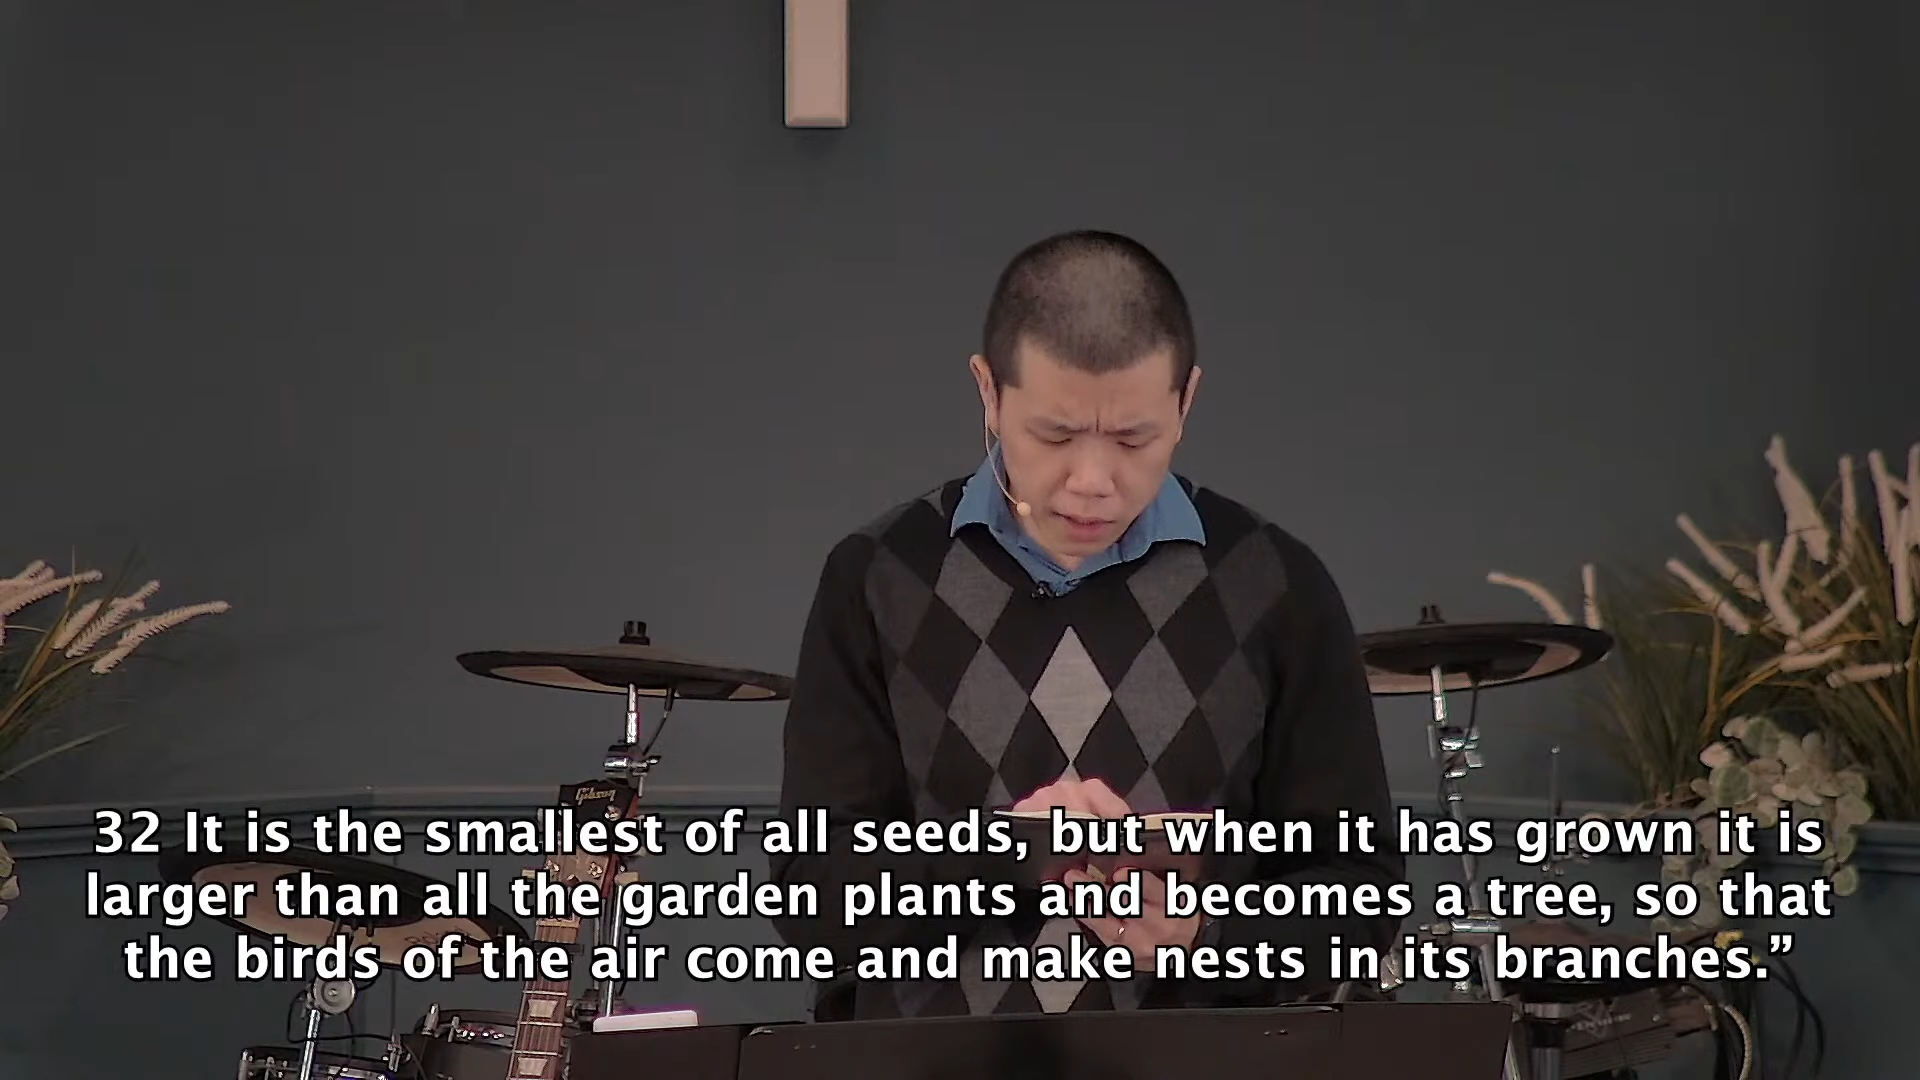 Gibson
32 It is the smallest of all seeds, but when it has grown it is
larger than all the garden plants and becomes a tree, so that
the birds of the air come and make nests in its branches.”